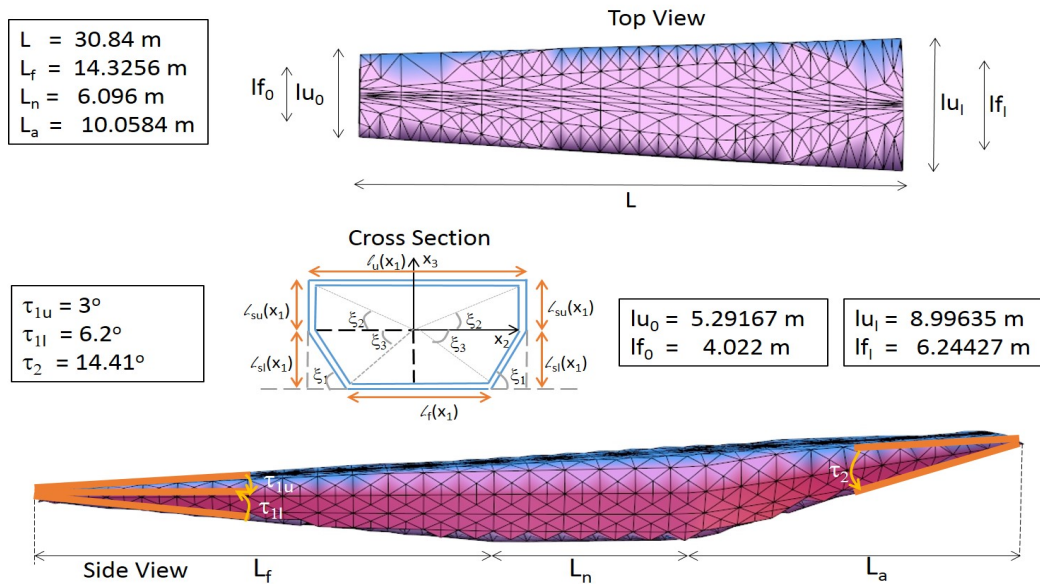 Top View
L = 30.84 m
Lf = 14.3256 m
Ln = 6.096 m
La = 10.0584 m
lf0
lu0
lul
lfl
L
Cross Section
ℓu(x1)
x3
τ1u = 3o
τ1l = 6.2o
τ2 = 14.41o
ℓsu(x1)
ξ2
ξ2
ℓsu(x1)
ξ3
ξ3
x2
ℓsl(x1)
ξ1
ξ1
ℓsl(x1)
ℓf(x1)
lu0 = 5.29167 m
lf0 = 4.022 m
lul = 8.99635 m
lfl = 6.24427 m
τ1u
τ1l
τ2
Side View
Lf
Ln
La